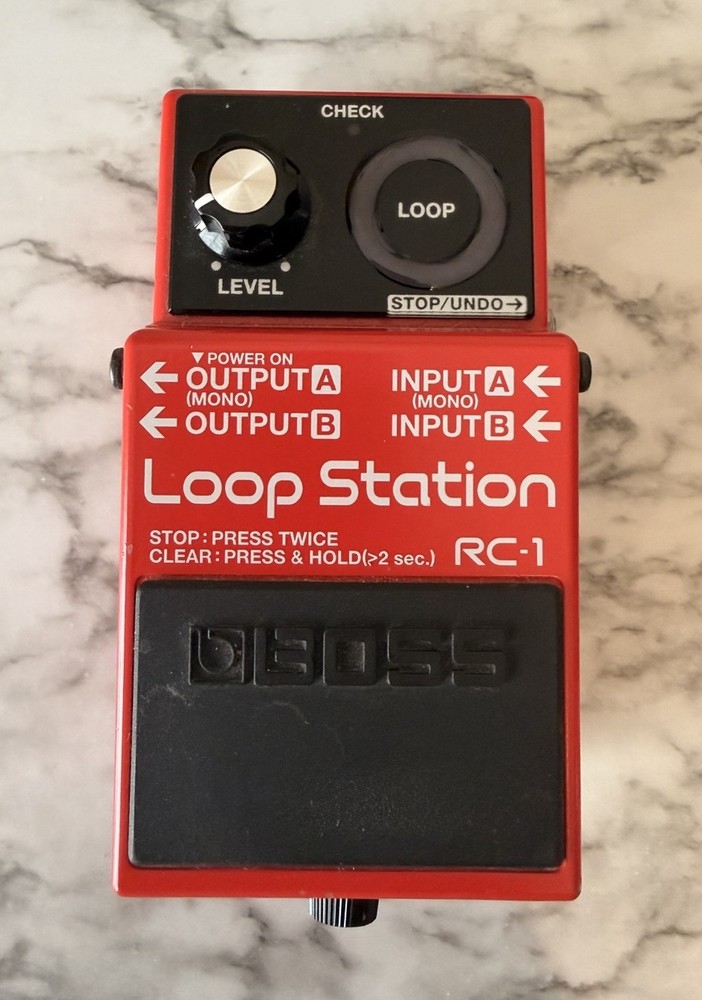 CHECK
LOOP
LEVEL
STOP/UNDO→
▼POWER ON
←OUTPUT A
(MONO)
←OUTPUT B
INPUT A←
(MONO)
INPUT B←
Loop Station
STOP : PRESS TWICE
CLEAR : PRESS & HOLD(>2 sec.)
RC-1
BOSS